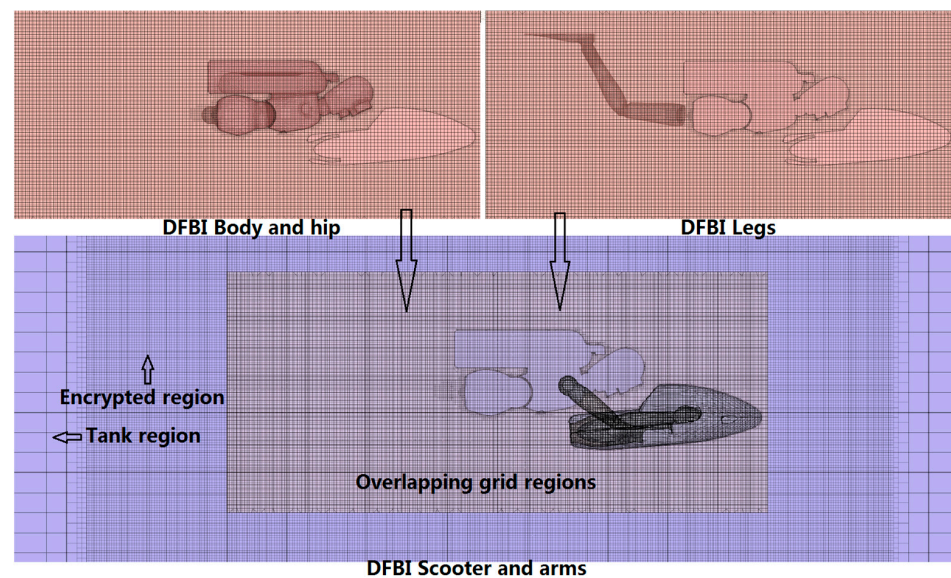 DFBI Body and hip
DFBI Legs
Encrypted region
Tank region
Overlapping grid regions
DFBI Scooter and arms